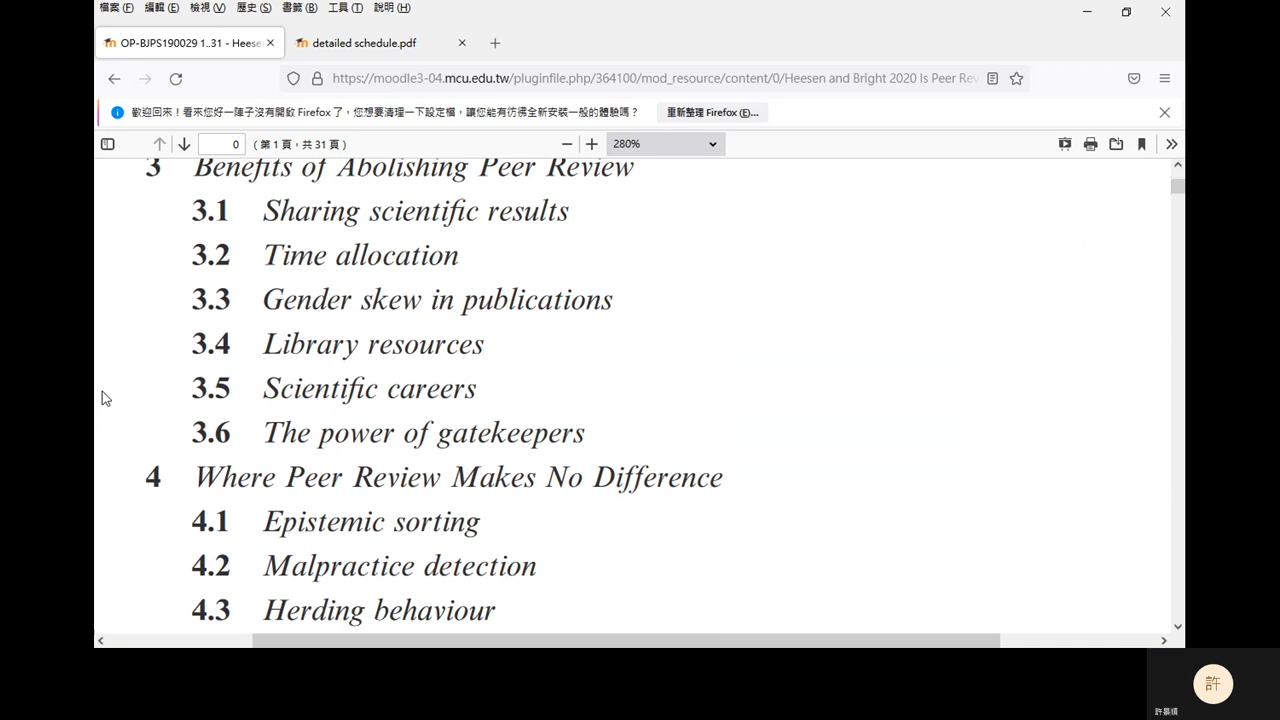 檔案 (F) 編輯 (E) 檢視 (V) 歷史 (S) 書籤 (B) 工具 (T) 說明 (H)
OP-BJPS190029 1..31 - Heese
detailed schedule.pdf
https://moodle3-04.mcu.edu.tw/pluginfile.php/364100/mod_resource/content/0/Heesen and Bright 2020 Is Peer Rev
歡迎回來！看來您好一陣子沒有開啟 Firefox 了，您想要清理一下設定檔，讓您能有彷彿全新安裝一般的體驗嗎？ 重新整理 Firefox (E)...
0 (第 1 頁，共 31 頁) 280%
3 Benefits of Abolishing Peer Review
3.1 Sharing scientific results
3.2 Time allocation
3.3 Gender skew in publications
3.4 Library resources
3.5 Scientific careers
3.6 The power of gatekeepers
4 Where Peer Review Makes No Difference
4.1 Epistemic sorting
4.2 Malpractice detection
4.3 Herding behaviour
許